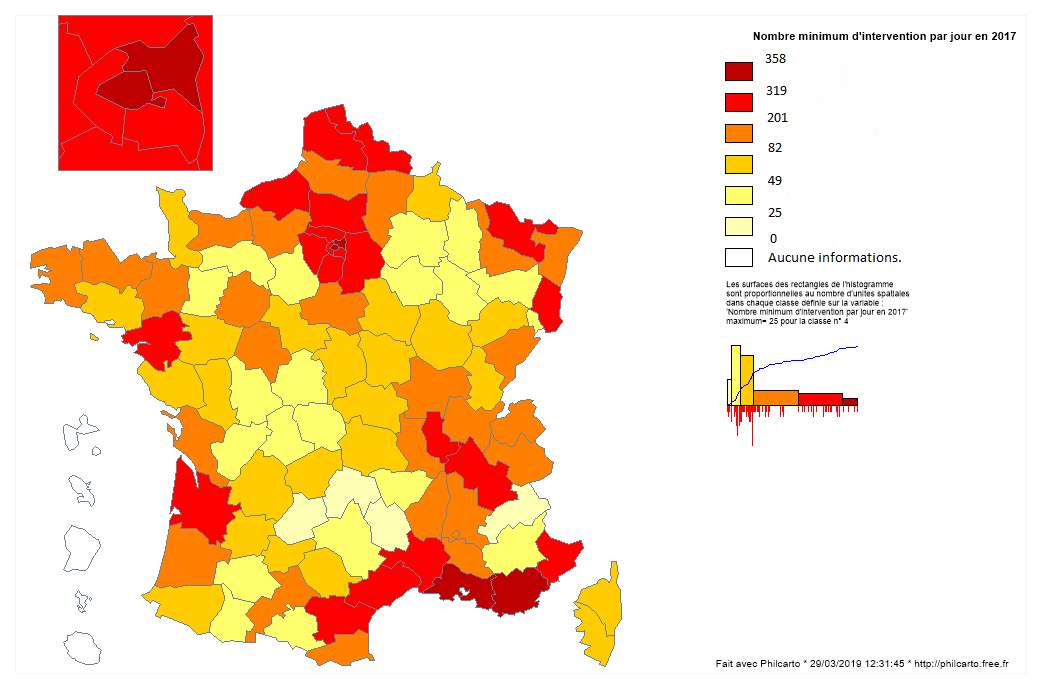 Nombre minimum d'intervention par jour en 2017
358
319
201
82
49
25
0
Aucune informations.
Les surfaces des rectangles de l'histogramme
sont proportionnelles au nombre d'unites spatiales
dans chaque classe définie sur la variable :
'Nombre minimum d'intervention par jour en 2017'
maximum= 25 pour la classe n° 4
Fait avec Philcarto * 29/03/2019 12:31:45 * http://philcarto.free.fr